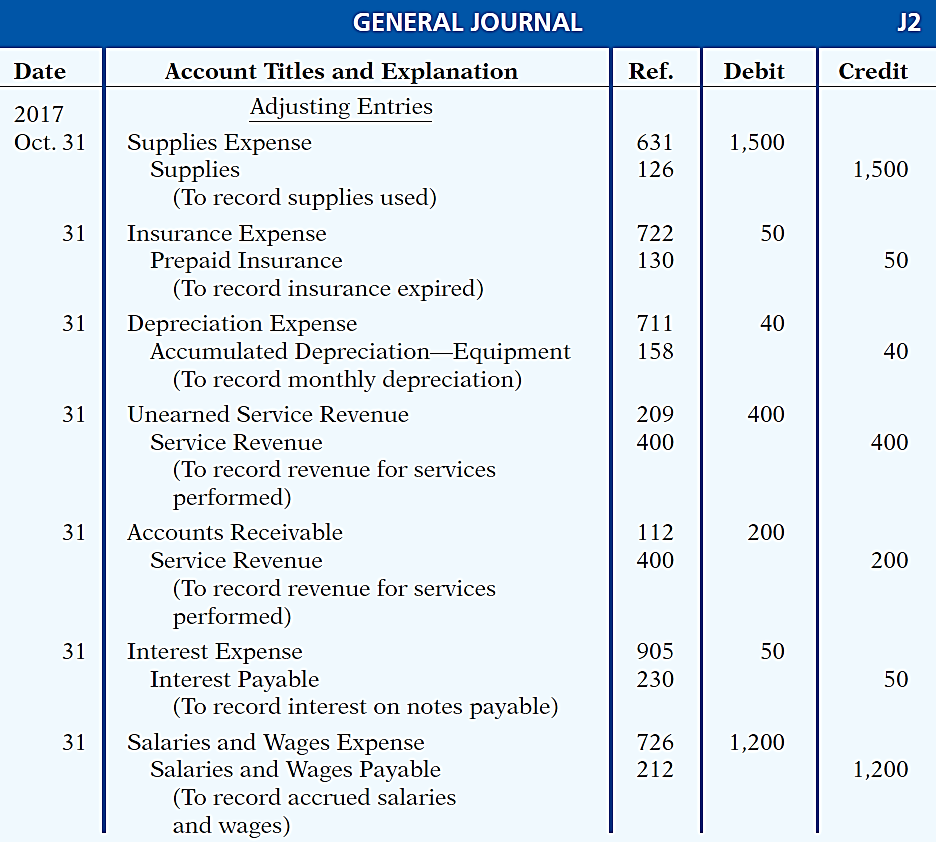 GENERAL JOURNAL J2
Date Account Titles and Explanation Ref. Debit Credit
2017 Adjusting Entries
Oct. 31 Supplies Expense 631 1,500
Supplies 126 1,500
(To record supplies used)
31 Insurance Expense 722 50
Prepaid Insurance 130 50
(To record insurance expired)
31 Depreciation Expense 711 40
Accumulated Depreciation—Equipment 158 40
(To record monthly depreciation)
31 Unearned Service Revenue 209 400
Service Revenue 400 400
(To record revenue for services
performed)
31 Accounts Receivable 112 200
Service Revenue 400 200
(To record revenue for services
performed)
31 Interest Expense 905 50
Interest Payable 230 50
(To record interest on notes payable)
31 Salaries and Wages Expense 726 1,200
Salaries and Wages Payable 212 1,200
(To record accrued salaries
and wages)